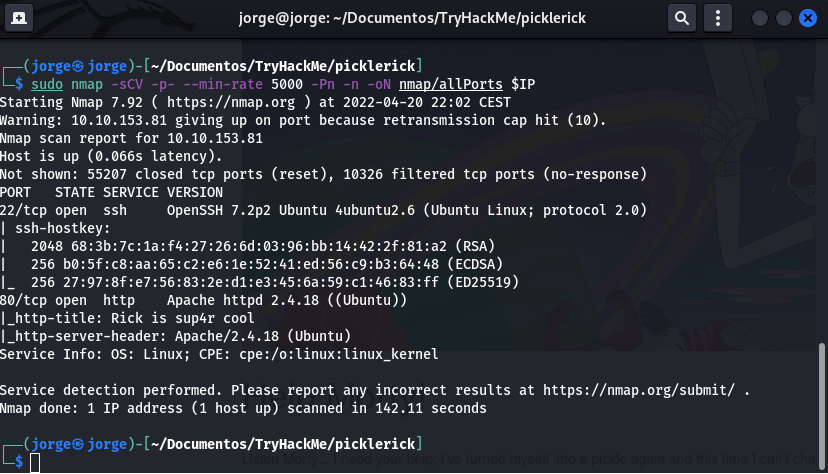 jorge@jorge: ~/Documentos/TryHackMe/picklerick
┌──(jorge㉿jorge)-[~/Documentos/TryHackMe/picklerick]
└─$ sudo nmap -sCV -p- --min-rate 5000 -Pn -n -oN nmap/allPorts $IP
Starting Nmap 7.92 ( https://nmap.org ) at 2022-04-20 22:02 CEST
Warning: 10.10.153.81 giving up on port because retransmission cap hit (10).
Nmap scan report for 10.10.153.81
Host is up (0.066s latency).
Not shown: 55207 closed tcp ports (reset), 10326 filtered tcp ports (no-response)
PORT   STATE SERVICE VERSION
22/tcp open  ssh     OpenSSH 7.2p2 Ubuntu 4ubuntu2.6 (Ubuntu Linux; protocol 2.0)
| ssh-hostkey:
|   2048 68:3b:7c:1a:f4:27:26:6d:03:96:bb:14:42:2f:81:a2 (RSA)
|   256 b0:5f:c8:aa:65:c2:e6:1e:52:41:ed:56:c9:b3:64:48 (ECDSA)
|_  256 27:97:8f:e7:56:83:2e:d1:e3:45:6a:59:c1:46:83:ff (ED25519)
80/tcp open  http    Apache httpd 2.4.18 ((Ubuntu))
|_http-title: Rick is sup4r cool
|_http-server-header: Apache/2.4.18 (Ubuntu)
Service Info: OS: Linux; CPE: cpe:/o:linux:linux_kernel
Service detection performed. Please report any incorrect results at https://nmap.org/submit/ .
Nmap done: 1 IP address (1 host up) scanned in 142.11 seconds
┌──(jorge㉿jorge)-[~/Documentos/TryHackMe/picklerick]
└─$
Listen Morty... I need your help, I've turned myself into a pickle again and this time I can't